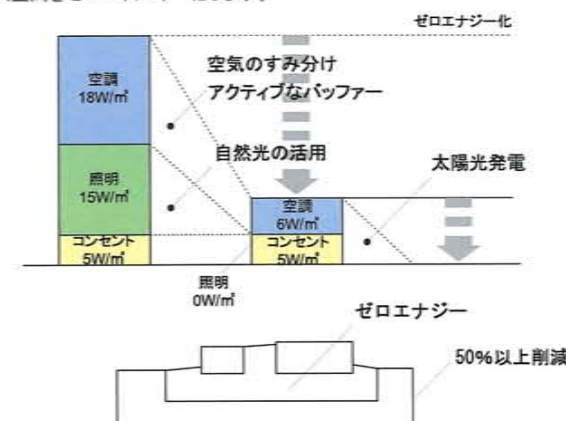 ゼロエナジー化
空調
18W/㎡
空気のすみ分け
アクティブなバッファー
照明
15W/㎡
自然光の活用
太陽光発電
コンセント
5W/㎡
空調
6W/㎡
コンセント
5W/㎡
照明
0W/㎡
ゼロエナジー
50%以上削減